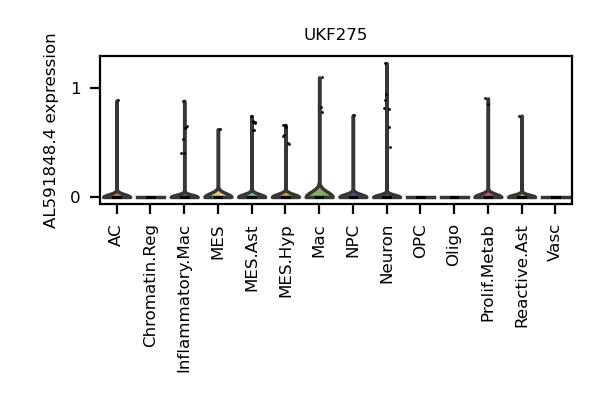 UKF275
AL591848.4 expression
1
0
AC
Chromatin.Reg
Inflammatory.Mac
MES
MES.Ast
MES.Hyp
Mac
NPC
Neuron
OPC
Oligo
Prolif.Metab
Reactive.Ast
Vasc